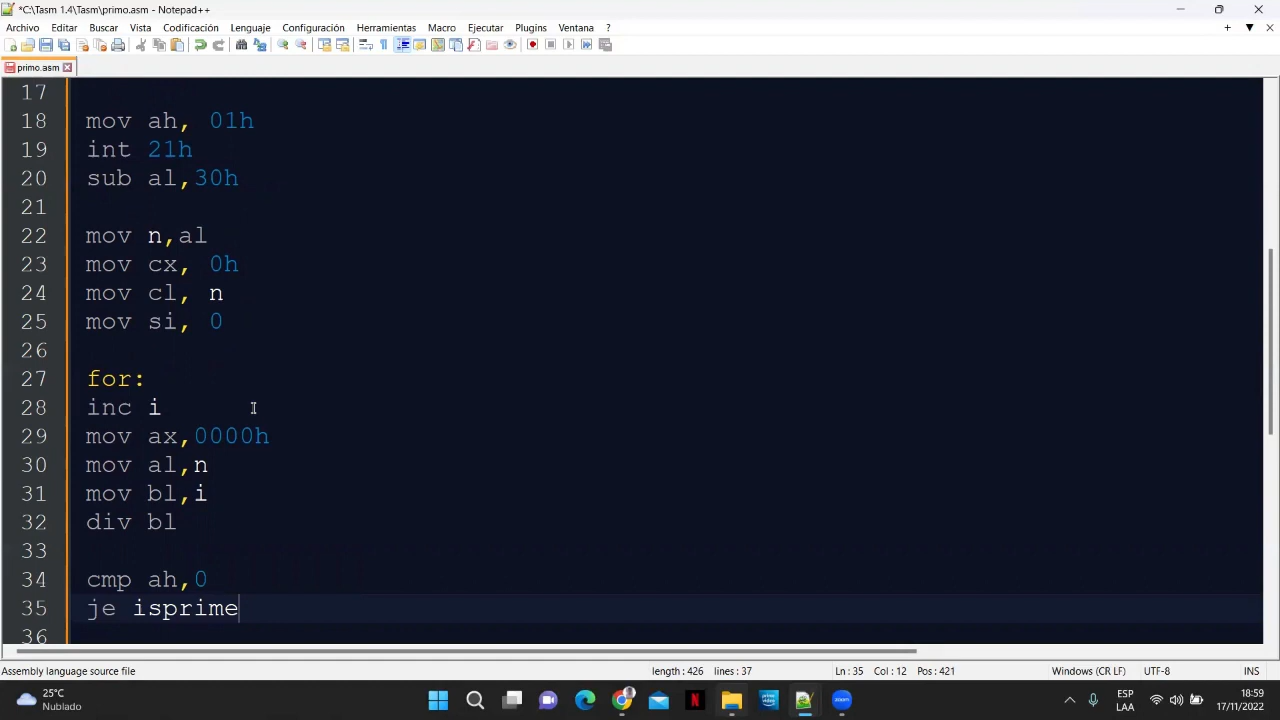 *C:\Tasm 1.4\Tasm\primo.asm - Notepad++
Archivo Editar Buscar Vista Codificación Lenguaje Configuración Herramientas Macro Ejecutar Plugins Ventana ?
primo.asm
17
18 mov ah, 01h
19 int 21h
20 sub al,30h
21
22 mov n,al
23 mov cx, 0h
24 mov cl, n
25 mov si, 0
26
27 for:
28 inc i
29 mov ax,0000h
30 mov al,n
31 mov bl,i
32 div bl
33
34 cmp ah,0
35 je isprime
36
Assembly language source file length : 426 lines : 37 Ln : 35 Col : 12 Pos : 421 Windows (CR LF) UTF-8 INS
25°C
Nublado
zoom
ESP
LAA
18:59
17/11/2022